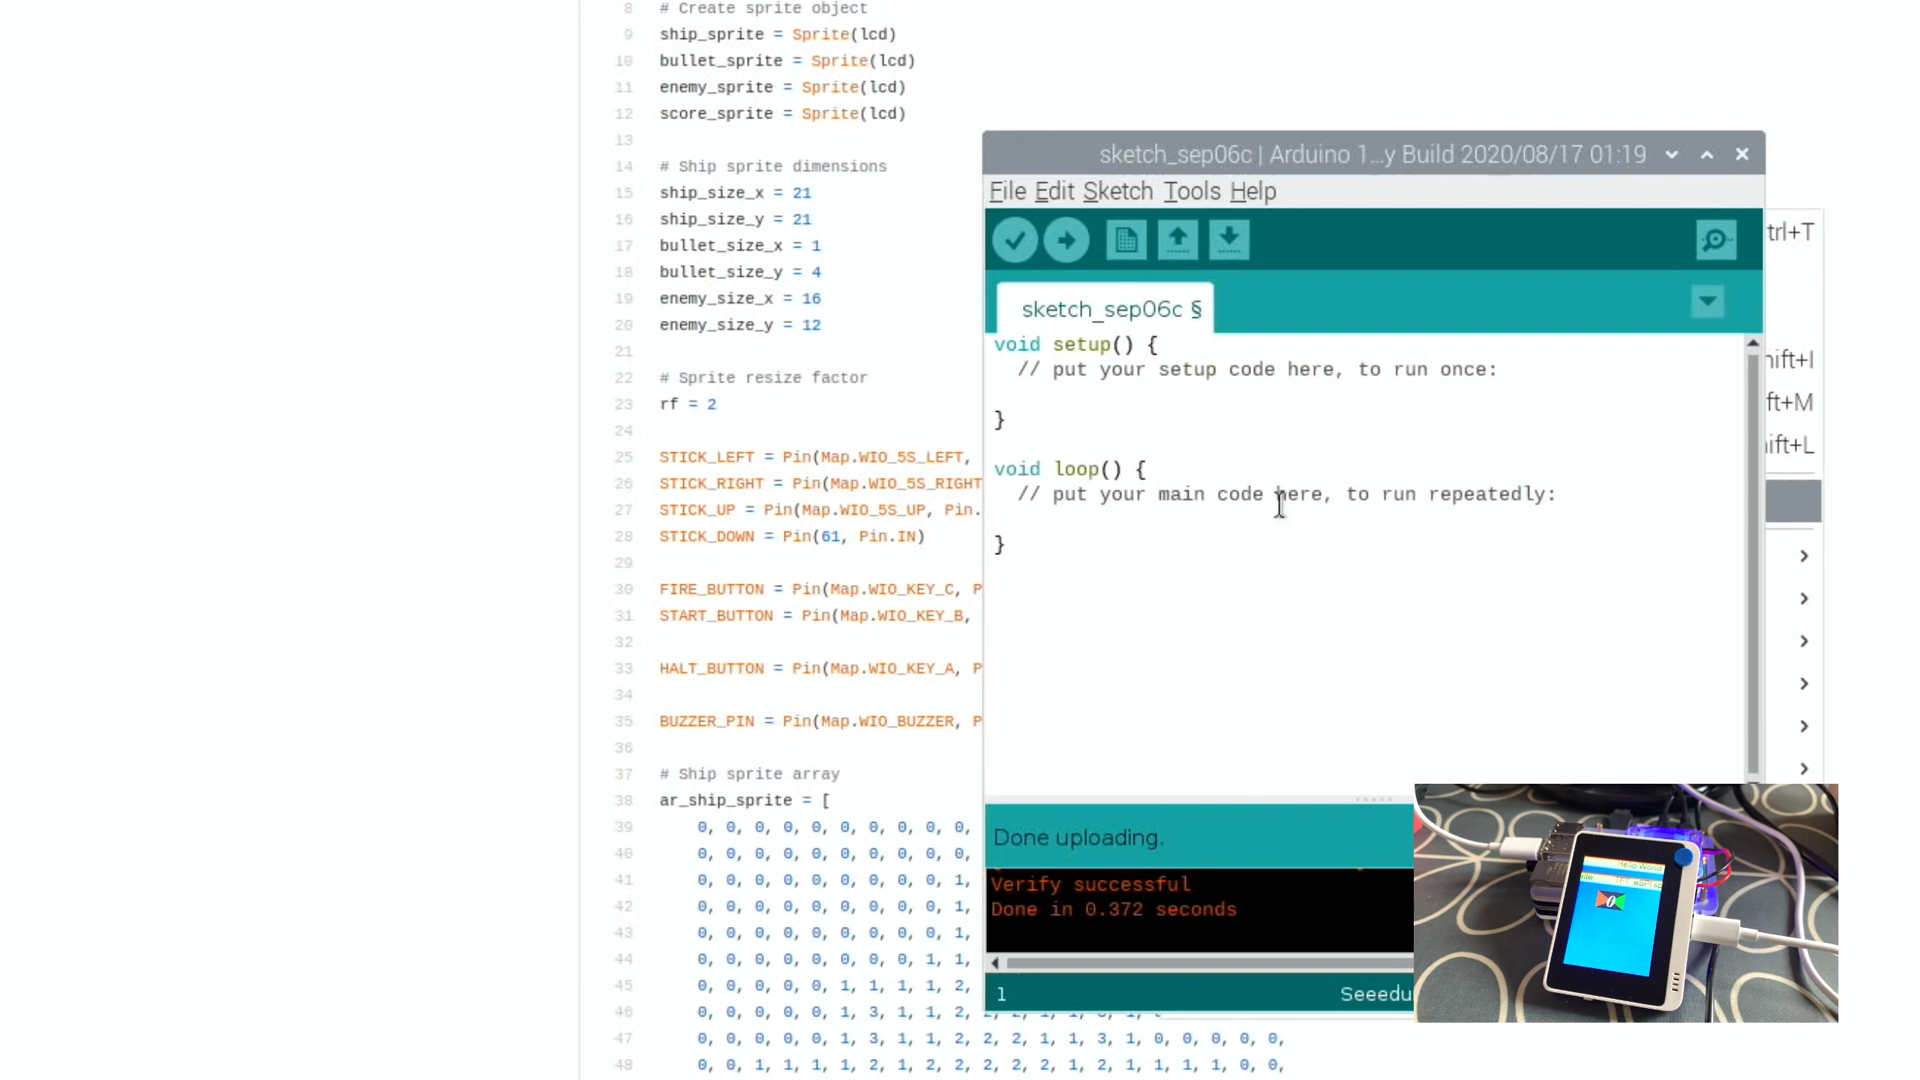 8 # Create sprite object
9 ship_sprite = Sprite(lcd)
10 bullet_sprite = Sprite(lcd)
11 enemy_sprite = Sprite(lcd)
12 score_sprite = Sprite(lcd)
13
14 # Ship sprite dimensions
15 ship_size_x = 21
16 ship_size_y = 21
17 bullet_size_x = 1
18 bullet_size_y = 4
19 enemy_size_x = 16
20 enemy_size_y = 12
21
22 # Sprite resize factor
23 rf = 2
24
25 STICK_LEFT = Pin(Map.WIO_5S_LEFT,
26 STICK_RIGHT = Pin(Map.WIO_5S_RIGHT
27 STICK_UP = Pin(Map.WIO_5S_UP, Pin.
28 STICK_DOWN = Pin(61, Pin.IN)
29
30 FIRE_BUTTON = Pin(Map.WIO_KEY_C, P
31 START_BUTTON = Pin(Map.WIO_KEY_B,
32
33 HALT_BUTTON = Pin(Map.WIO_KEY_A, P
34
35 BUZZER_PIN = Pin(Map.WIO_BUZZER, P
36
37 # Ship sprite array
38 ar_ship_sprite = [
39 0, 0, 0, 0, 0, 0, 0, 0, 0, 0,
40 0, 0, 0, 0, 0, 0, 0, 0, 0, 0,
41 0, 0, 0, 0, 0, 0, 0, 0, 0, 1,
42 0, 0, 0, 0, 0, 0, 0, 0, 0, 1,
43 0, 0, 0, 0, 0, 0, 0, 0, 0, 1,
44 0, 0, 0, 0, 0, 0, 0, 0, 1, 1,
45 0, 0, 0, 0, 0, 1, 1, 1, 1, 2,
46 0, 0, 0, 0, 0, 1, 3, 1, 1, 2,
47 0, 0, 0, 0, 0, 1, 3, 1, 1, 2, 2, 2, 1, 1, 3, 1, 0, 0, 0, 0, 0,
48 0, 0, 1, 1, 1, 1, 2, 1, 2, 2, 2, 2, 2, 1, 2, 1, 1, 1, 1, 0, 0,
sketch_sep06c | Arduino 1...y Build 2020/08/17 01:19
File Edit Sketch Tools Help
sketch_sep06c §
void setup() {
// put your setup code here, to run once:
}
void loop() {
// put your main code here, to run repeatedly:
}
Done uploading.
Verify successful
Done in 0.372 seconds
1 Seeedu
trl+T
hift+I
ft+M
hift+L
Hello World